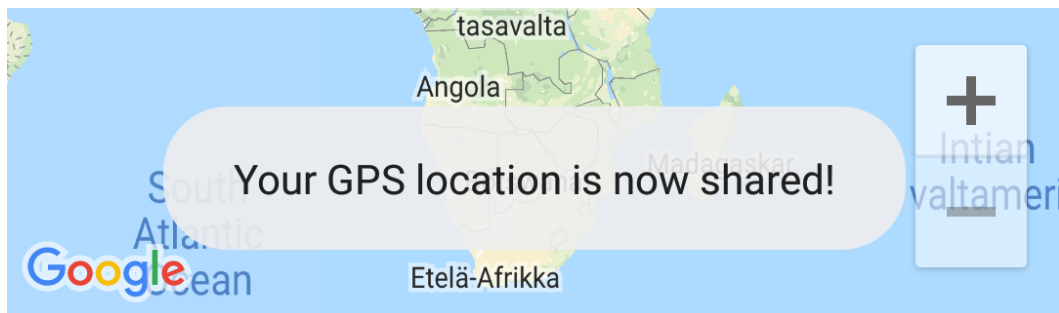 tasavalta
Angola
Your GPS location is now shared!
Madagaskar
Intian
valtameri
South
Atlantic
Ocean
Google
Etelä-Afrikka